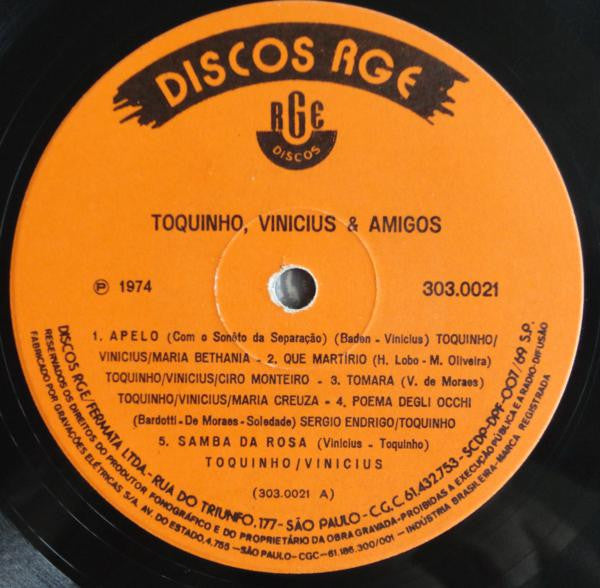 DISCOS RGE
RGE
DISCOS
TOQUINHO, VINICIUS & AMIGOS
℗ 1974
303.0021
1. APELO (Com o Sonêto da Separação) (Baden - Vinicius) TOQUINHO/
VINICIUS/MARIA BETHANIA - 2. QUE MARTÍRIO (H. Lobo - M. Oliveira)
TOQUINHO/VINICIUS/CIRO MONTEIRO - 3. TOMARA (V. de Moraes)
TOQUINHO/VINICIUS/MARIA CREUZA - 4. POEMA DEGLI OCCHI
(Bardotti - De Moraes - Soledade) SERGIO ENDRIGO/TOQUINHO
5. SAMBA DA ROSA (Vinicius - Toquinho)
TOQUINHO/VINICIUS
(303.0021 A)
DISCOS RGE/FERMATA LTDA.-RUA DO TRIUNFO, 177-SÃO PAULO-C.G.C. 61.432.753-SCDP-DPF-007/69 S.P.
RESERVADOS OS DIREITOS DO PRODUTOR FONOGRÁFICO E DO PROPRIETÁRIO DA OBRA GRAVADA-PROIBIDAS A EXECUÇÃO PÚBLICA E RADIO-DIFUSÃO
FABRICADO POR GRAVAÇÕES ELÉTRICAS S/A. AV. DO ESTADO, 4.755 - SÃO PAULO - CGC-61.186.300/001 - INDÚSTRIA BRASILEIRA-MARCA REGISTRADA